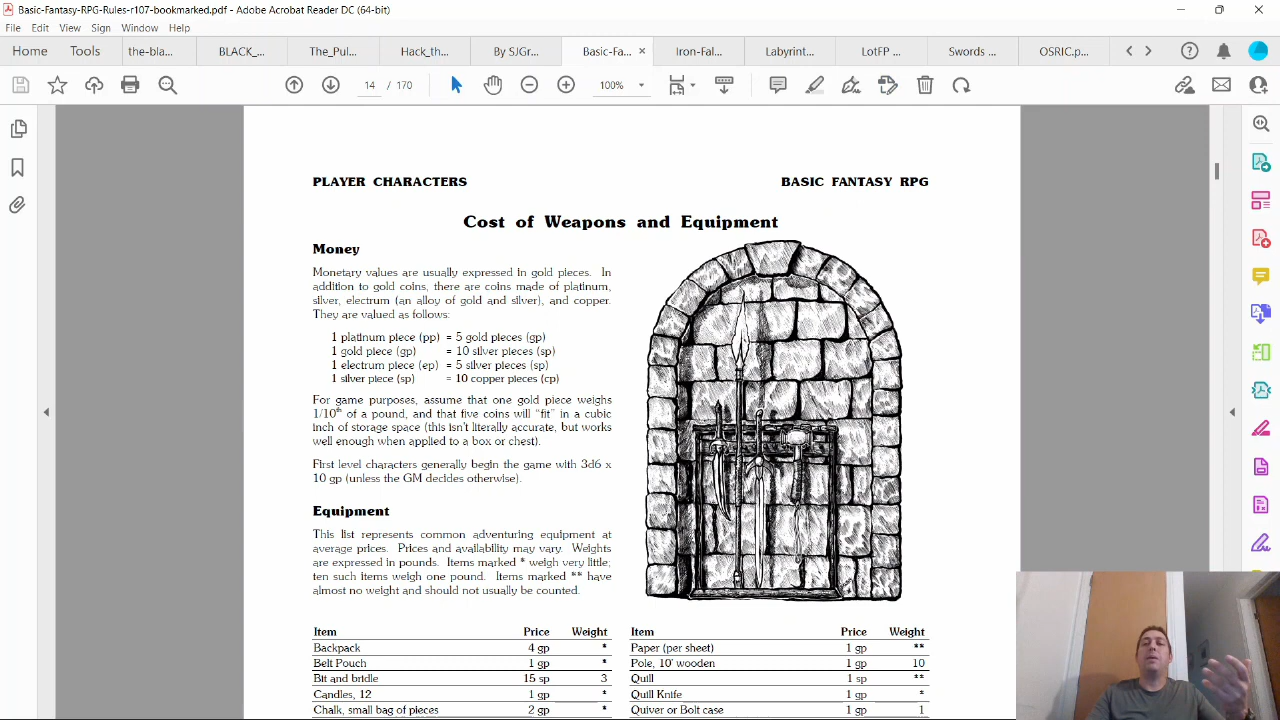 Basic-Fantasy-RPG-Rules-r107-bookmarked.pdf - Adobe Acrobat Reader DC (64-bit)
File Edit View Sign Window Help
Home Tools the-bla... BLACK_... The_Pul... Hack_th... By SJGr... Basic-Fa... Iron-Fal... Labyrint... LotFP ... Swords ... OSRIC.p...
14 / 170 100%
PLAYER CHARACTERS BASIC FANTASY RPG
Cost of Weapons and Equipment
Money
Monetary values are usually expressed in gold pieces. In
addition to gold coins, there are coins made of platinum,
silver, electrum (an alloy of gold and silver), and copper.
They are valued as follows:
1 platinum piece (pp) = 5 gold pieces (gp)
1 gold piece (gp) = 10 silver pieces (sp)
1 electrum piece (ep) = 5 silver pieces (sp)
1 silver piece (sp) = 10 copper pieces (cp)
For game purposes, assume that one gold piece weighs
1/10th of a pound, and that five coins will “fit” in a cubic
inch of storage space (this isn't literally accurate, but works
well enough when applied to a box or chest).
First level characters generally begin the game with 3d6 x
10 gp (unless the GM decides otherwise).
Equipment
This list represents common adventuring equipment at
average prices. Prices and availability may vary. Weights
are expressed in pounds. Items marked * weigh very little;
ten such items weigh one pound. Items marked ** have
almost no weight and should not usually be counted.
Item Price Weight
Backpack 4 gp *
Belt Pouch 1 gp *
Bit and bridle 15 sp 3
Candles, 12 1 gp *
Chalk, small bag of pieces 2 gp *
Item Price Weight
Paper (per sheet) 1 gp **
Pole, 10' wooden 1 gp 10
Quill 1 sp **
Quill Knife 1 gp *
Quiver or Bolt case 1 gp 1